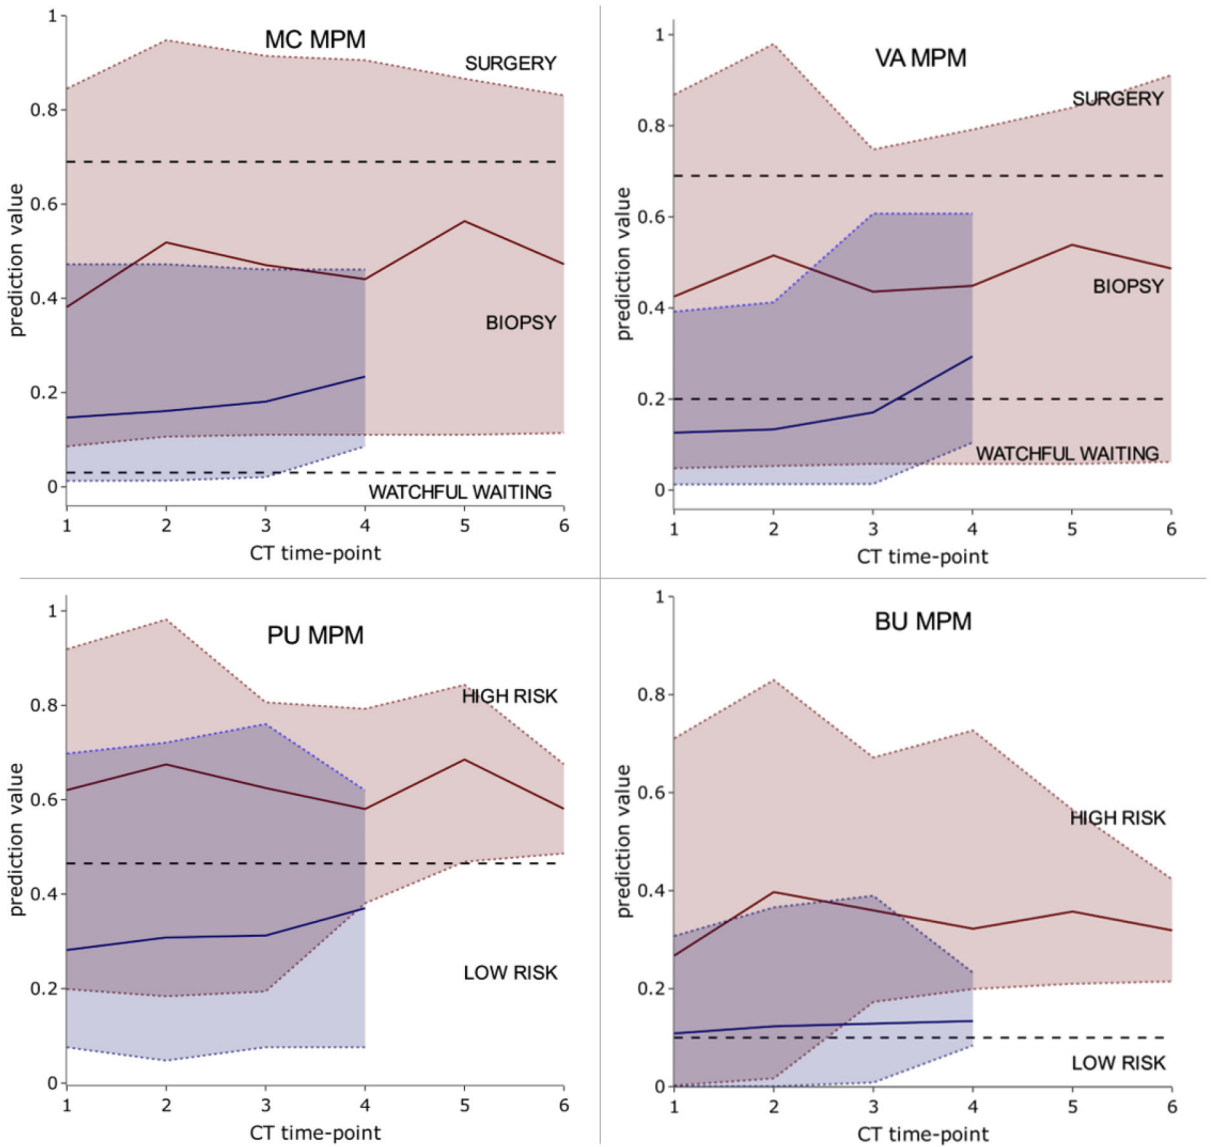 MC MPM
SURGERY
BIOPSY
WATCHFUL WAITING
prediction value
1
0.8
0.6
0.4
0.2
0
1 2 3 4 5 6
CT time-point
VA MPM
SURGERY
BIOPSY
WATCHFUL WAITING
prediction value
1
0.8
0.6
0.4
0.2
0
1 2 3 4 5 6
CT time-point
PU MPM
HIGH RISK
LOW RISK
prediction value
1
0.8
0.6
0.4
0.2
0
1 2 3 4 5 6
CT time-point
BU MPM
HIGH RISK
LOW RISK
prediction value
1
0.8
0.6
0.4
0.2
0
1 2 3 4 5 6
CT time-point